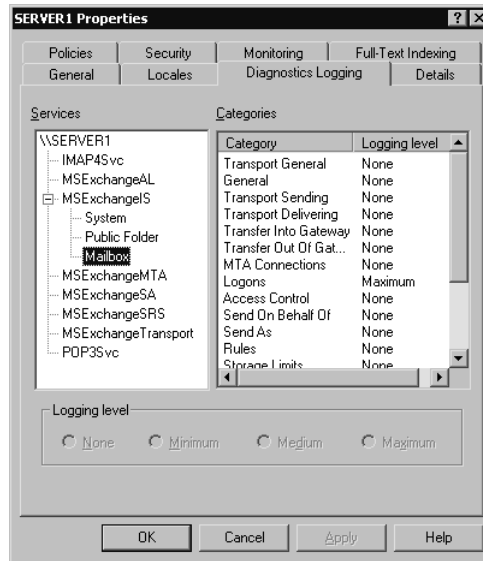 SERVER1 Properties
Policies Security Monitoring Full-Text Indexing
General Locales Diagnostics Logging Details
Services Categories
\\SERVER1
IMAP4Svc
MSExchangeAL
MSExchangeIS
System
Public Folder
Mailbox
MSExchangeMTA
MSExchangeSA
MSExchangeSRS
MSExchangeTransport
POP3Svc
Category Logging level
Transport General None
General None
Transport Sending None
Transport Delivering None
Transfer Into Gateway None
Transfer Out Of Gat... None
MTA Connections None
Logons Maximum
Access Control None
Send On Behalf Of None
Send As None
Rules None
Storage Limits None
Logging level
None Minimum Medium Maximum
OK Cancel Apply Help